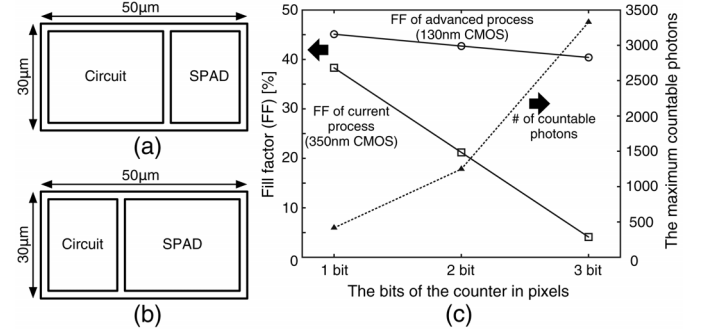 50µm
30µm
Circuit
SPAD
(a)
50µm
30µm
Circuit
SPAD
(b)
Fill factor (FF) [%]
50
40
30
20
10
0
FF of advanced process
(130nm CMOS)
FF of current
process
(350nm CMOS)
# of countable
photons
3500
3000
2500
2000
1500
1000
500
0
The maximum countable photons
1 bit
2 bit
3 bit
The bits of the counter in pixels
(c)